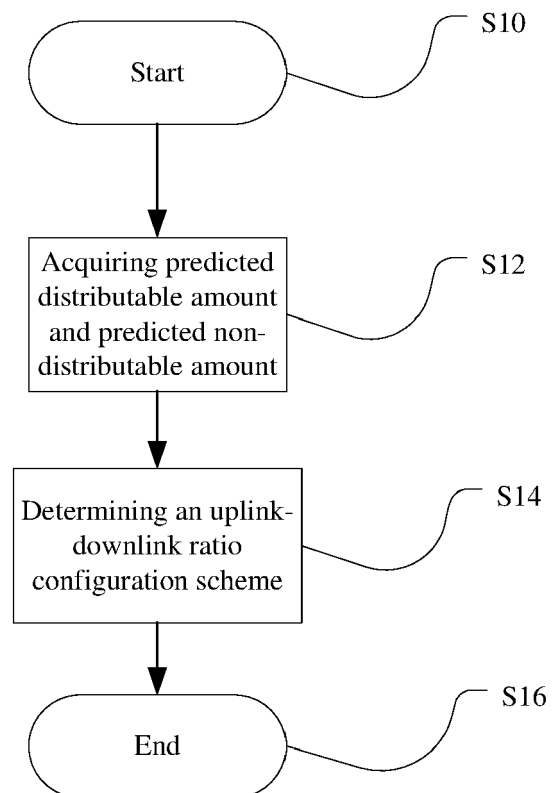 S10
Start
Acquiring predicted
distributable amount
and predicted non-
distributable amount
S12
Determining an uplink-
downlink ratio
configuration scheme
S14
S16
End